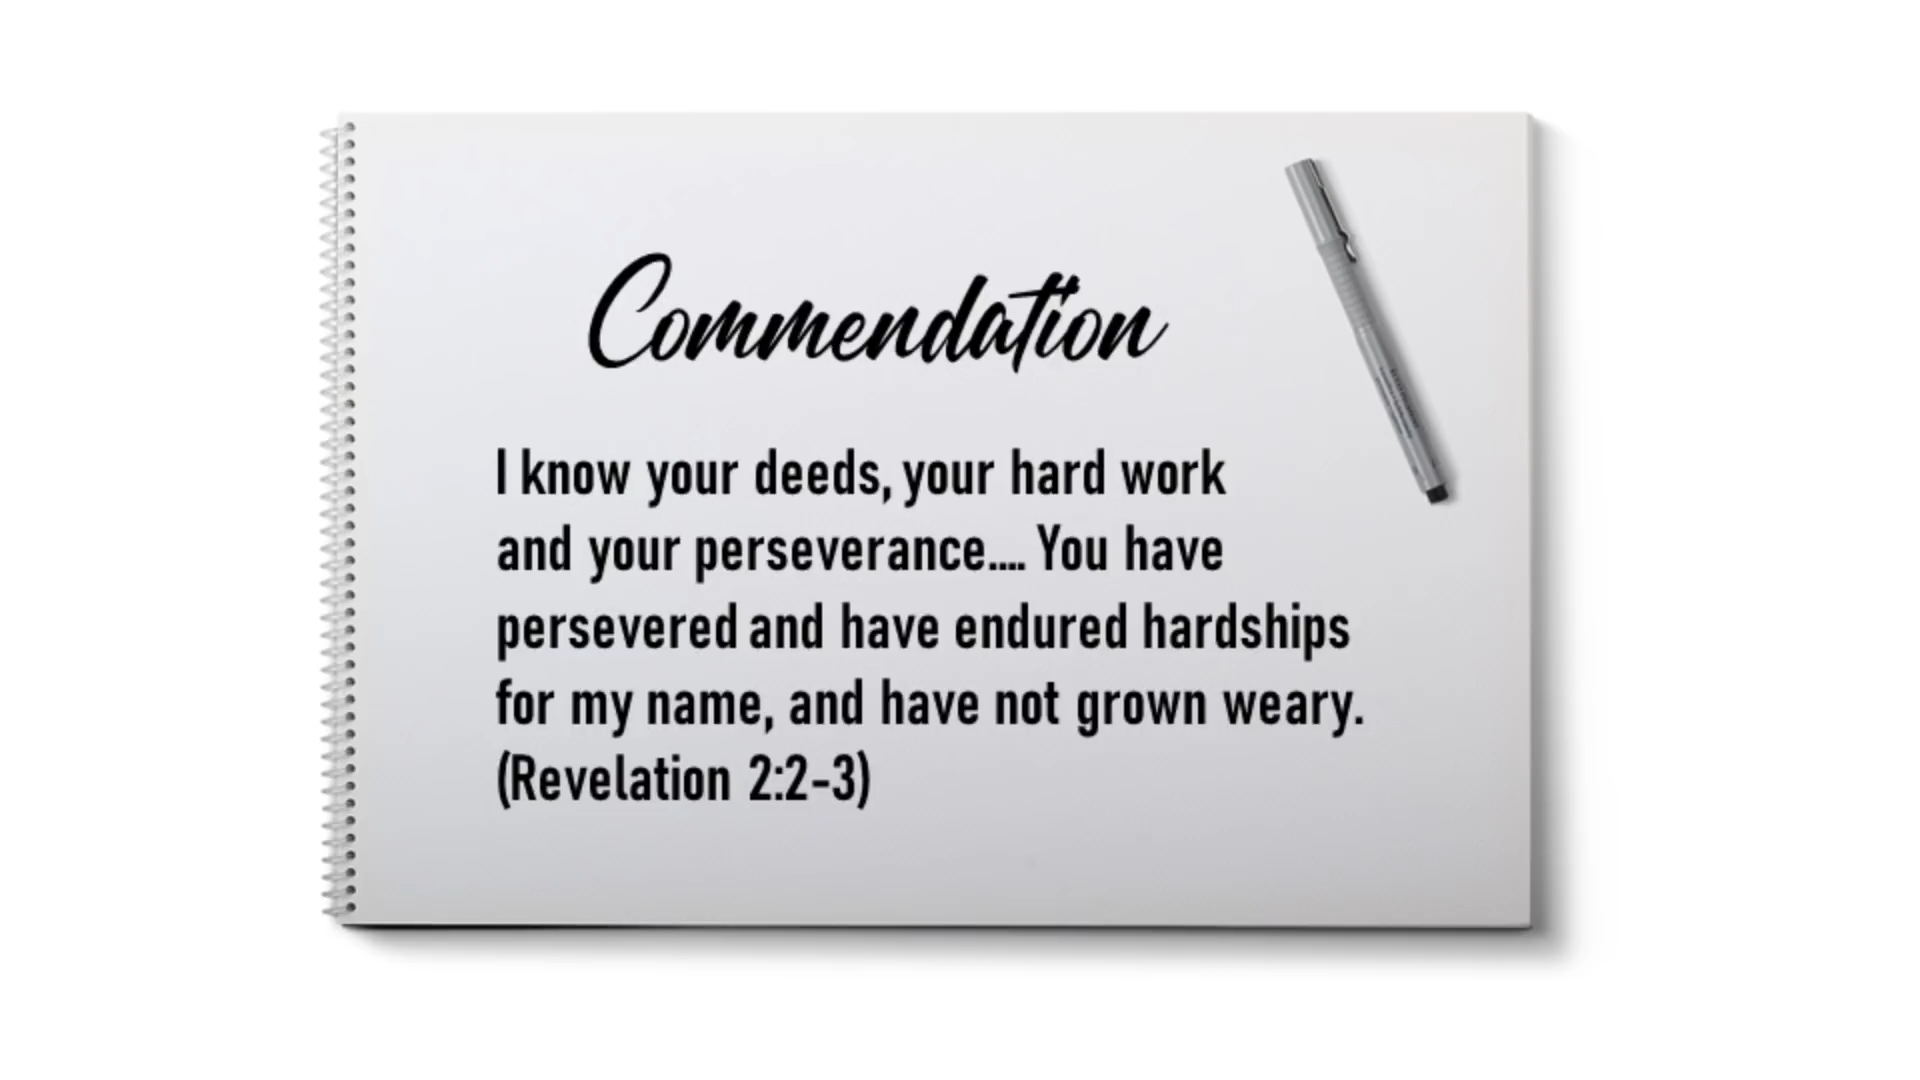 Commendation
I know your deeds, your hard work
and your perseverance.... You have
persevered and have endured hardships
for my name, and have not grown weary.
(Revelation 2:2-3)